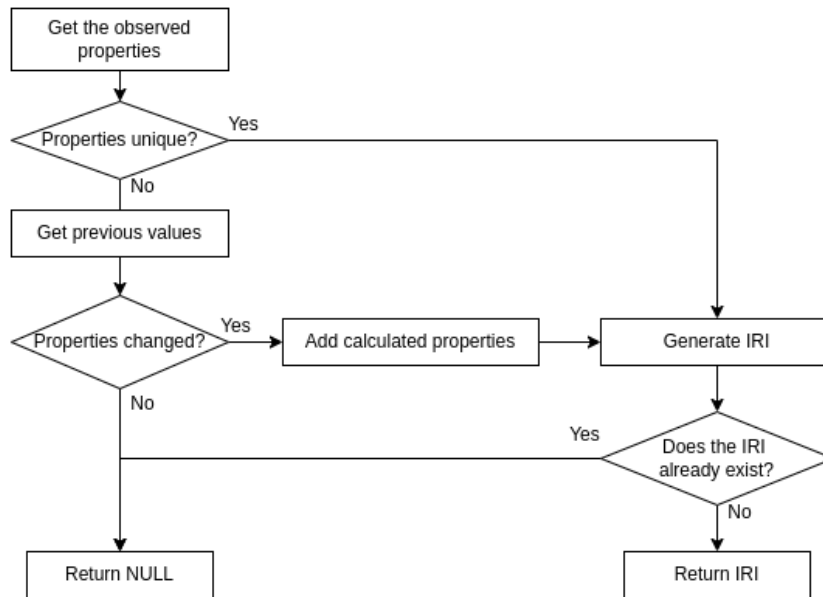 Get the observed
properties
Properties unique?
Yes
No
Get previous values
Properties changed?
Yes
Add calculated properties
Generate IRI
No
Yes
Does the IRI
already exist?
No
Return NULL
Return IRI